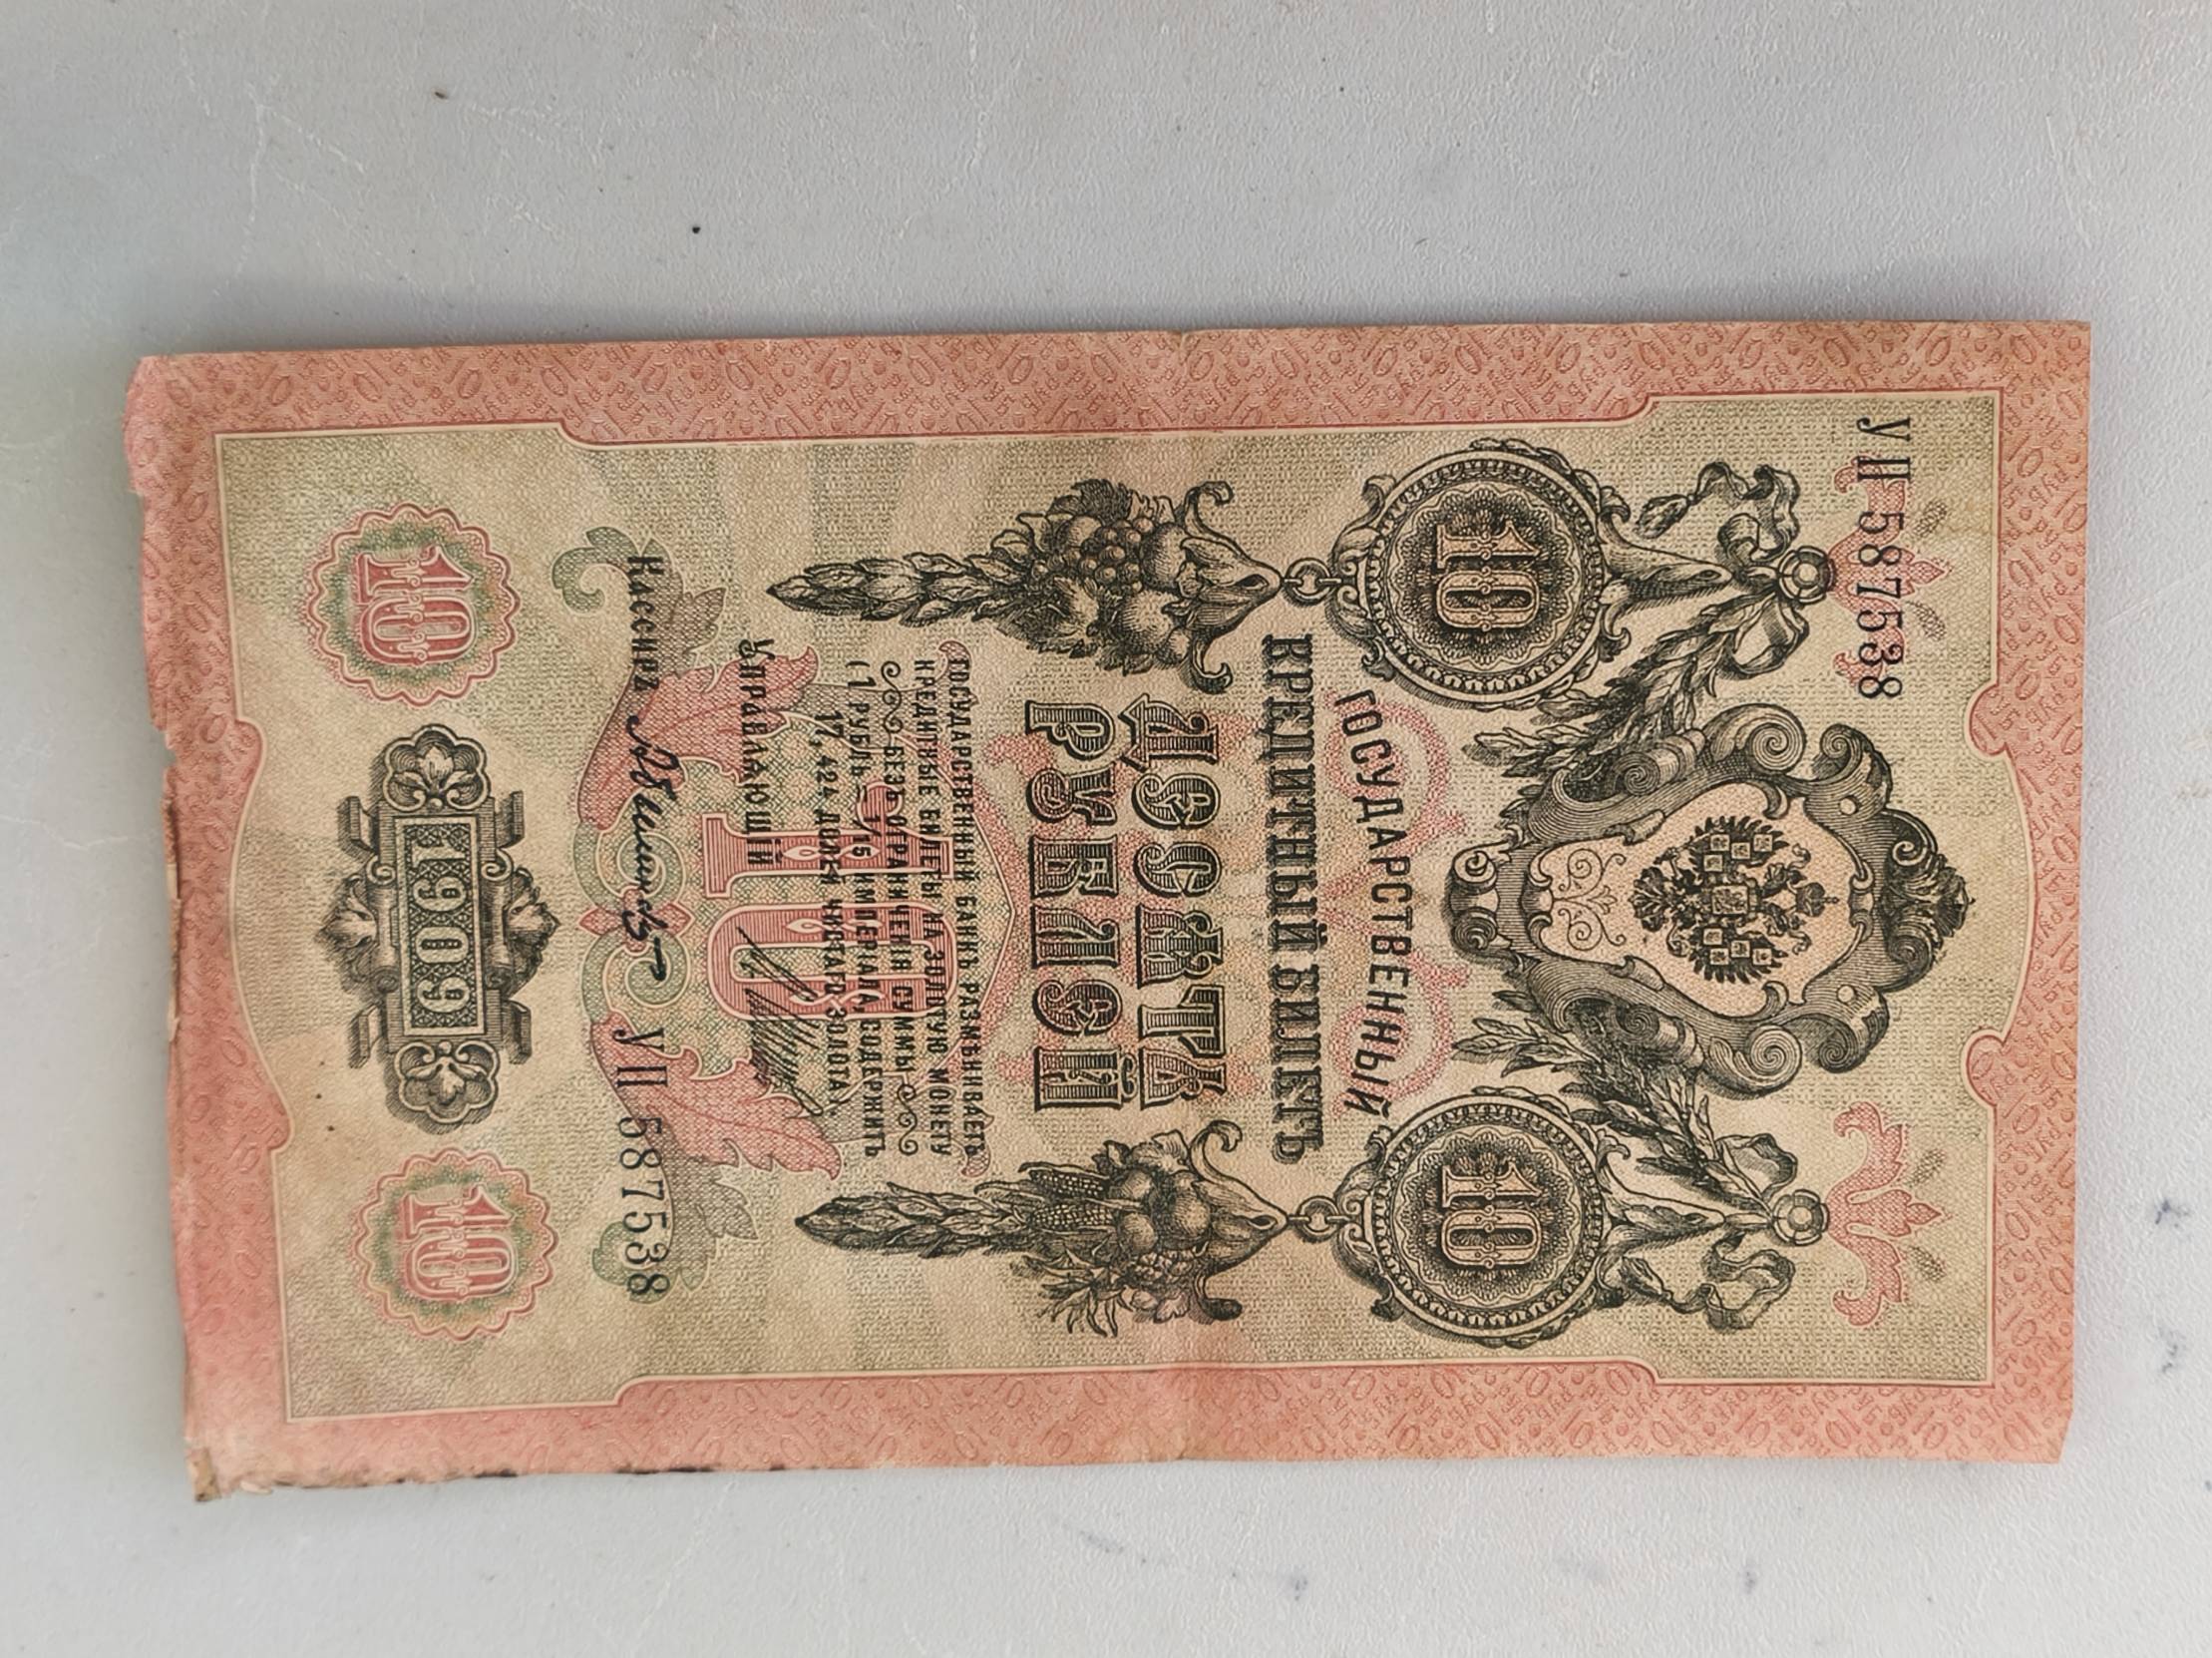 УП 587538
ГОСУДАРСТВЕННЫЙ
КРЕДИТНЫЙ БИЛЕТЪ
10
10
ДЕСЯТЬ
РУБЛЕЙ
ГОСУДАРСТВЕННЫЙ БАНКЪ РАЗМѢНИВАЕТЪ
КРЕДИТНЫЕ БИЛЕТЫ НА ЗОЛОТУЮ МОНЕТУ
БЕЗЪ ОГРАНИЧЕНІЯ СУММЫ
(1 РУБЛЬ = 1/15 ИМПЕРІАЛА, СОДЕРЖИТЪ
17,424 ДОЛЕЙ ЧИСТАГО ЗОЛОТА).
10
Управляющій
Кассиръ
УП 587538
10
1909
10